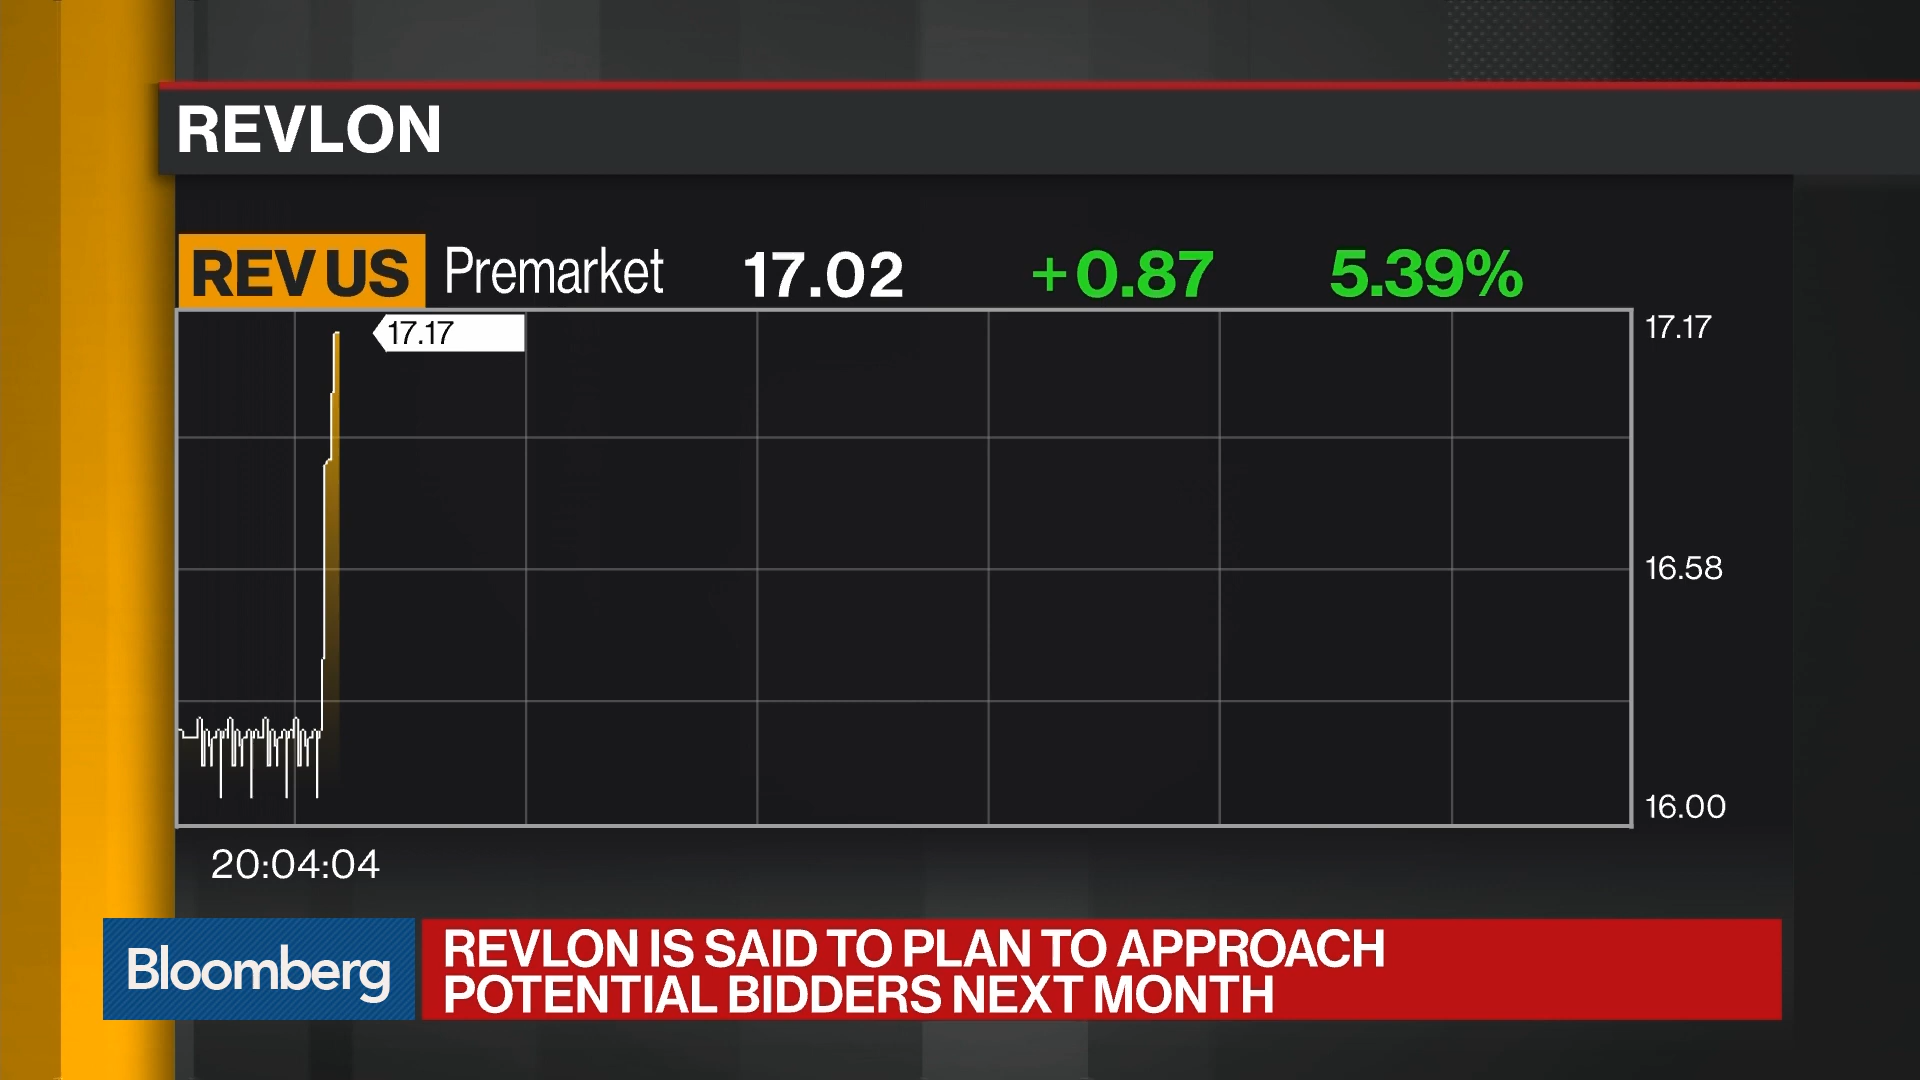 REVLON
REV US Premarket 17.02 +0.87 5.39%
17.17 17.17
16.58
16.00
20:04:04
Bloomberg
REVLON IS SAID TO PLAN TO APPROACH
POTENTIAL BIDDERS NEXT MONTH